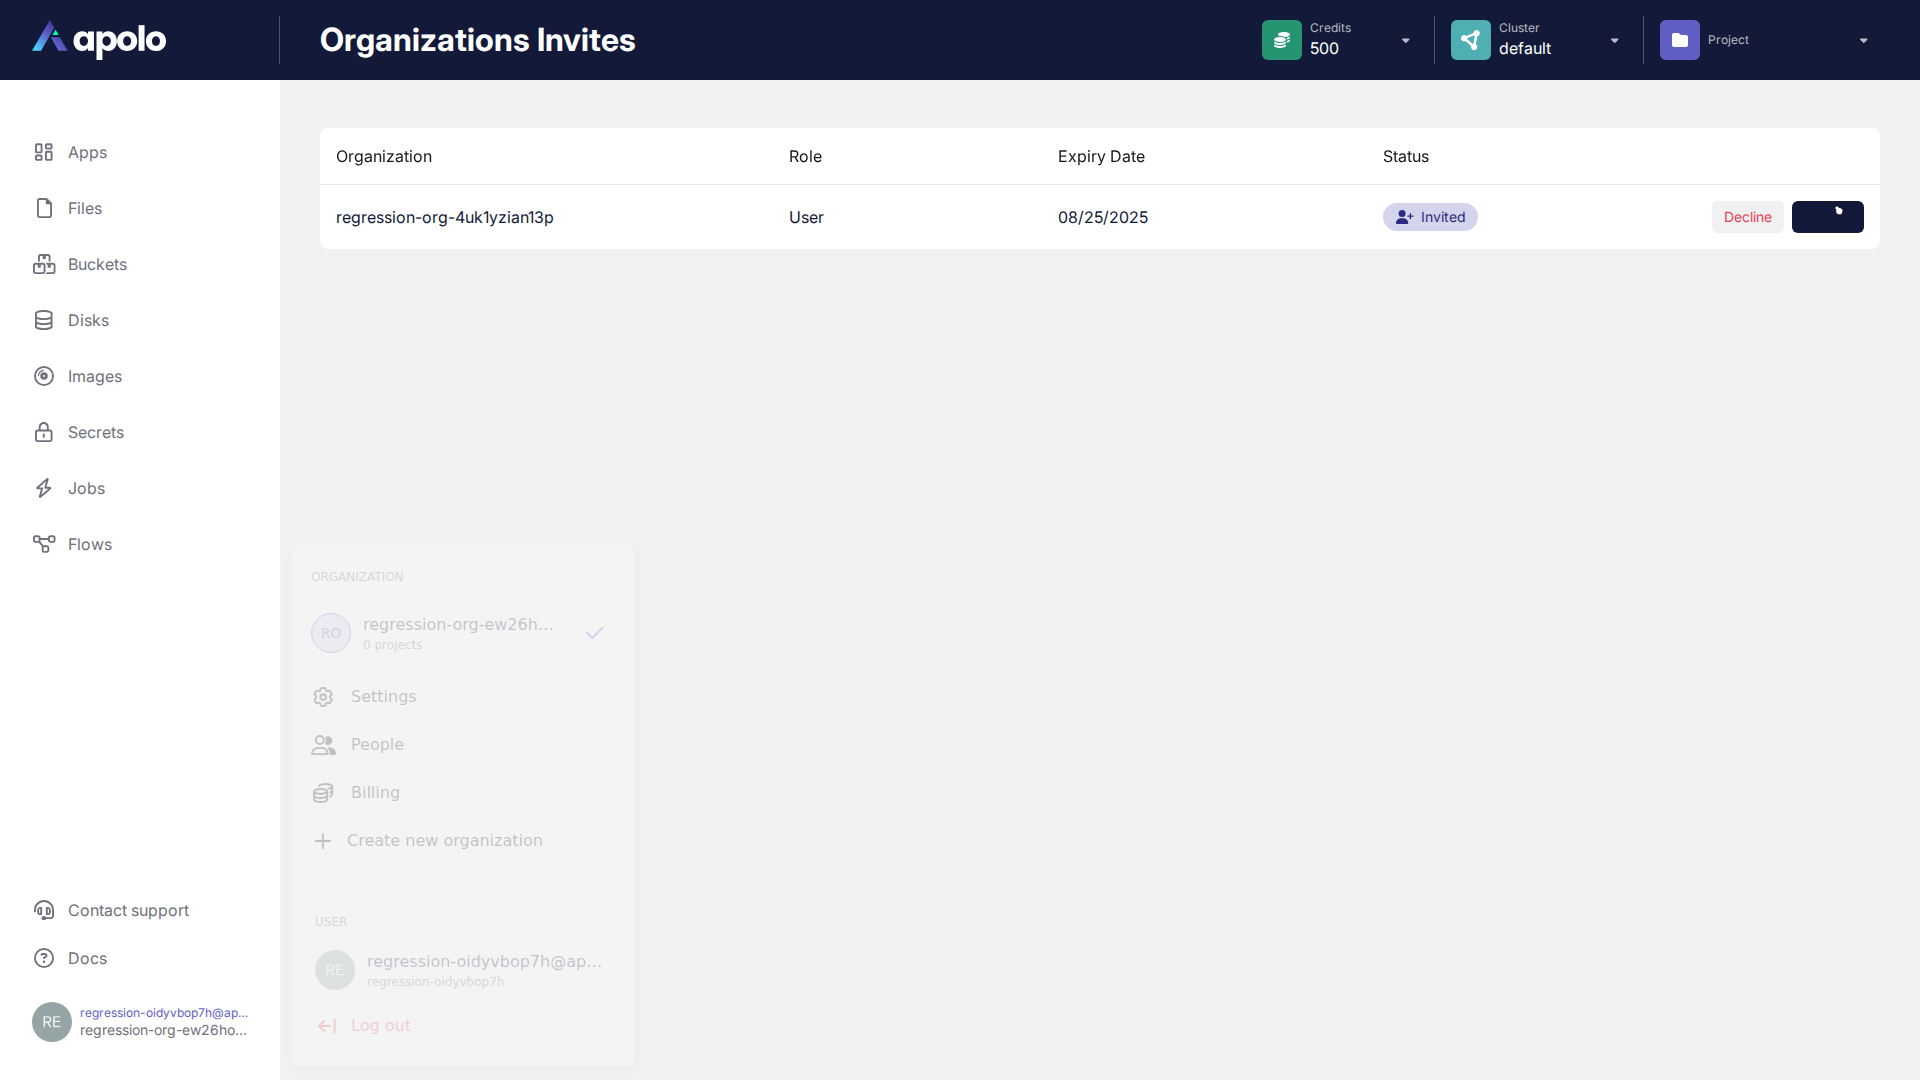 apolo
Organizations Invites
Credits
500
Cluster
default
Project
Apps
Files
Buckets
Disks
Images
Secrets
Jobs
Flows
Contact support
Docs
RE
regression-oidyvbop7h@ap...
regression-org-ew26ho...
Organization Role Expiry Date Status
regression-org-4uk1yzian13p User 08/25/2025 Invited Decline
ORGANIZATION
RO
regression-org-ew26h...
0 projects
Settings
People
Billing
Create new organization
USER
RE
regression-oidyvbop7h@ap...
regression-oidyvbop7h
Log out